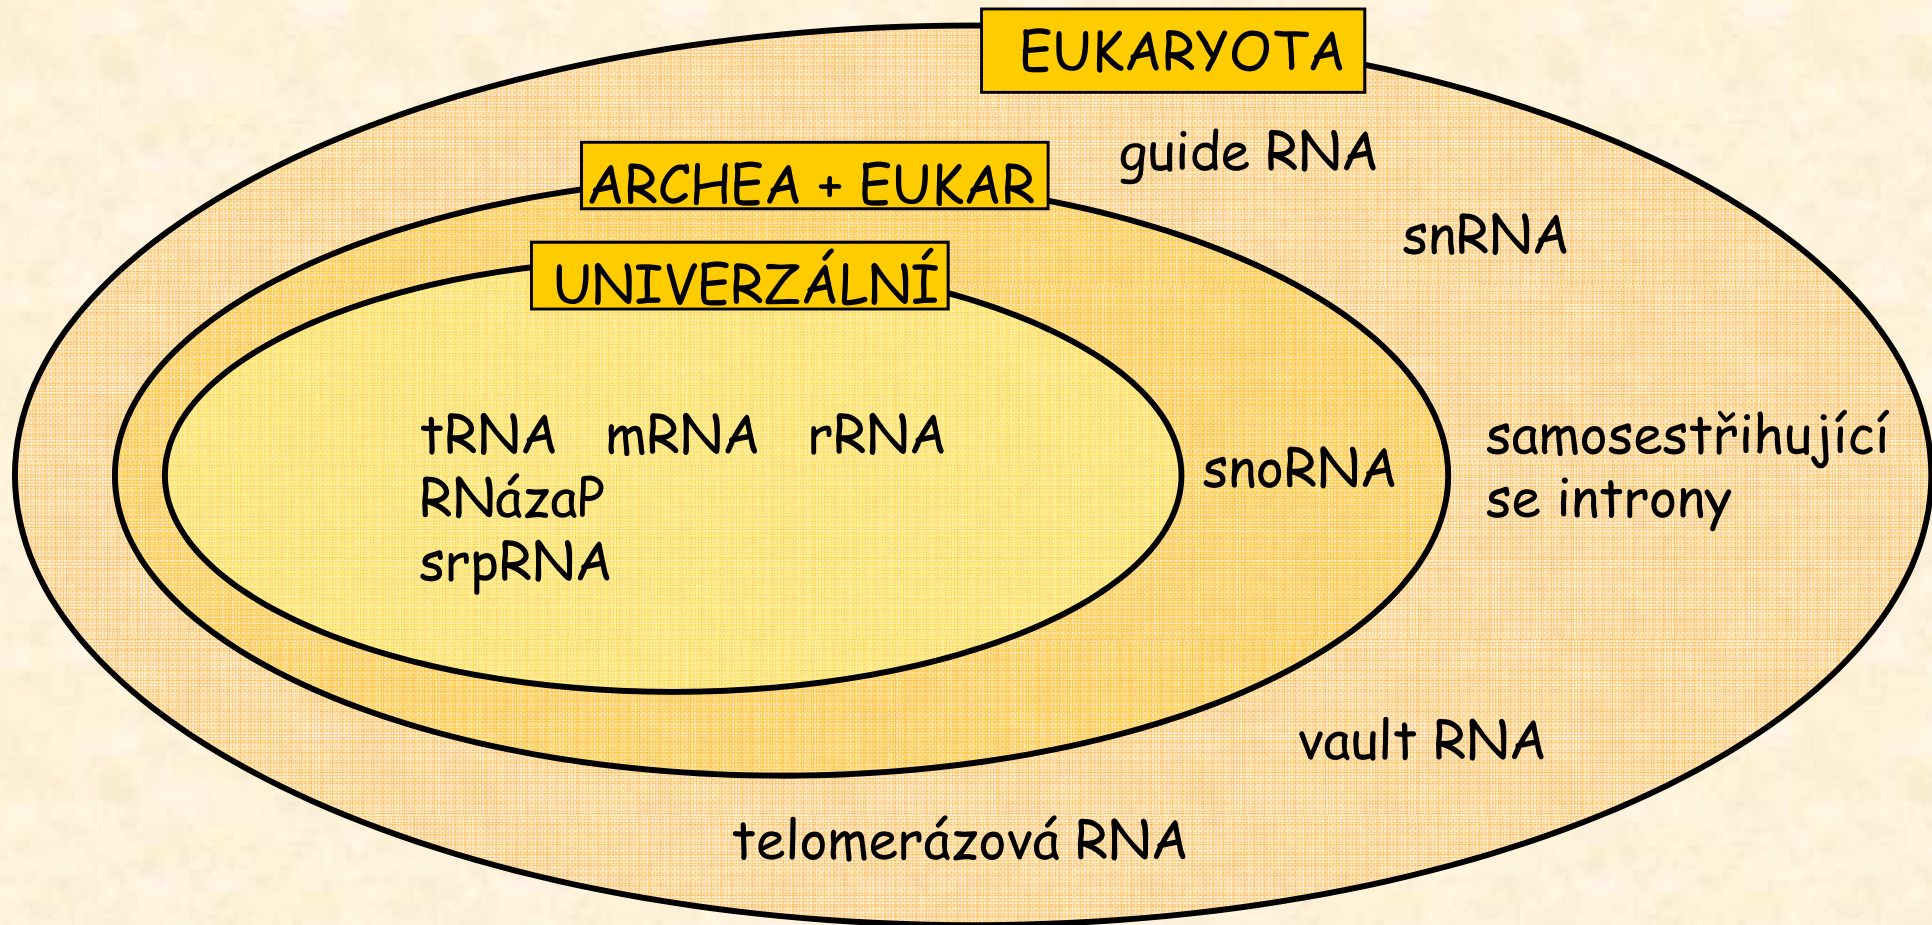 EUKARYOTA
guide RNA
ARCHEA + EUKAR
snRNA
UNIVERZÁLNÍ
tRNA mRNA rRNA
RNázaP
srpRNA
snoRNA
samosestřihující
se introny
vault RNA
telomerázová RNA